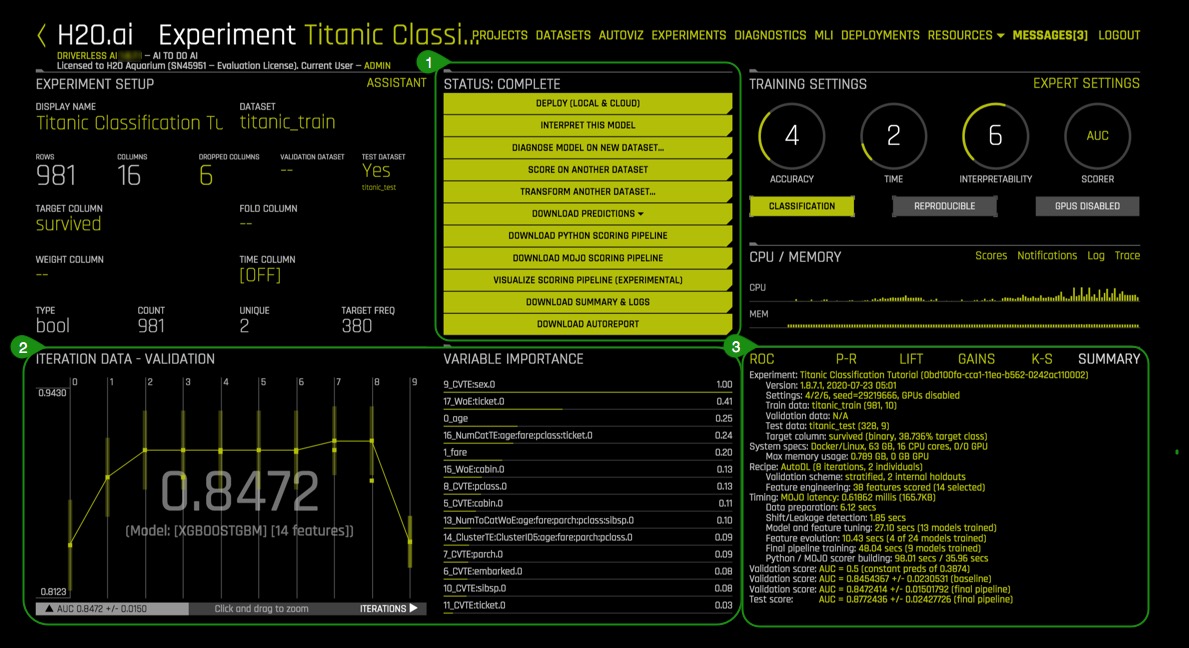 H2O.ai Experiment Titanic Classi...
PROJECTS DATASETS AUTOVIZ EXPERIMENTS DIAGNOSTICS MLI DEPLOYMENTS RESOURCES MESSAGES[3] LOGOUT
DRIVERLESS AI — AI TO DO AI
Licensed to H2O Aquarium (SN45951 – Evaluation License). Current User – ADMIN
EXPERIMENT SETUP ASSISTANT
DISPLAY NAME DATASET
Titanic Classification Tu titanic_train
ROWS COLUMNS DROPPED COLUMNS VALIDATION DATASET TEST DATASET
981 16 6 -- Yes
titanic_test
TARGET COLUMN FOLD COLUMN
survived --
WEIGHT COLUMN TIME COLUMN
-- [OFF]
TYPE COUNT UNIQUE TARGET FREQ
bool 981 2 380
1
STATUS: COMPLETE
DEPLOY (LOCAL & CLOUD)
INTERPRET THIS MODEL
DIAGNOSE MODEL ON NEW DATASET...
SCORE ON ANOTHER DATASET
TRANSFORM ANOTHER DATASET...
DOWNLOAD PREDICTIONS
DOWNLOAD PYTHON SCORING PIPELINE
DOWNLOAD MOJO SCORING PIPELINE
VISUALIZE SCORING PIPELINE (EXPERIMENTAL)
DOWNLOAD SUMMARY & LOGS
DOWNLOAD AUTOREPORT
TRAINING SETTINGS EXPERT SETTINGS
4 2 6 AUC
ACCURACY TIME INTERPRETABILITY SCORER
CLASSIFICATION REPRODUCIBLE GPUS DISABLED
CPU / MEMORY Scores Notifications Log Trace
CPU
MEM
2
ITERATION DATA - VALIDATION
0 1 2 3 4 5 6 7 8 9
0.9430
0.8472
(Model: [XGBOOSTGBM] [14 features])
0.8123
AUC 0.8472 +/- 0.0150 Click and drag to zoom ITERATIONS
VARIABLE IMPORTANCE
9_CVTE:sex.0 1.00
17_WoE:ticket.0 0.41
0_age 0.25
16_NumCatTE:age:fare:pclass:ticket.0 0.24
1_fare 0.20
15_WoE:cabin.0 0.13
8_CVTE:pclass.0 0.13
5_CVTE:cabin.0 0.11
13_NumToCatWoE:age:fare:parch:pclass:sibsp.0 0.10
14_ClusterTE:ClusterID5:age:fare:parch:pclass.0 0.09
7_CVTE:parch.0 0.09
6_CVTE:embarked.0 0.08
10_CVTE:sibsp.0 0.08
11_CVTE:ticket.0 0.03
3
ROC P-R LIFT GAINS K-S SUMMARY
Experiment: Titanic Classification Tutorial (0bd100fa-cca1-11ea-b562-0242ac110002)
Version: 1.8.7.1, 2020-07-23 05:01
Settings: 4/2/6, seed=29219666, GPUs disabled
Train data: titanic_train (981, 10)
Validation data: N/A
Test data: titanic_test (328, 9)
Target column: survived (binary, 38.736% target class)
System specs: Docker/Linux, 63 GB, 16 CPU cores, 0/0 GPU
Max memory usage: 0.789 GB, 0 GB GPU
Recipe: AutoDL (8 iterations, 2 individuals)
Validation scheme: stratified, 2 internal holdouts
Feature engineering: 38 features scored (14 selected)
Timing: MOJO latency: 0.61862 millis (165.7KB)
Data preparation: 6.12 secs
Shift/Leakage detection: 1.85 secs
Model and feature tuning: 27.10 secs (13 models trained)
Feature evolution: 10.43 secs (4 of 24 models trained)
Final pipeline training: 48.04 secs (9 models trained)
Python / MOJO scorer building: 98.01 secs / 35.96 secs
Validation score: AUC = 0.5 (constant preds of 0.3874)
Validation score: AUC = 0.8454367 +/- 0.0230531 (baseline)
Validation score: AUC = 0.8472414 +/- 0.01501792 (final pipeline)
Test score: AUC = 0.8772436 +/- 0.02427726 (final pipeline)